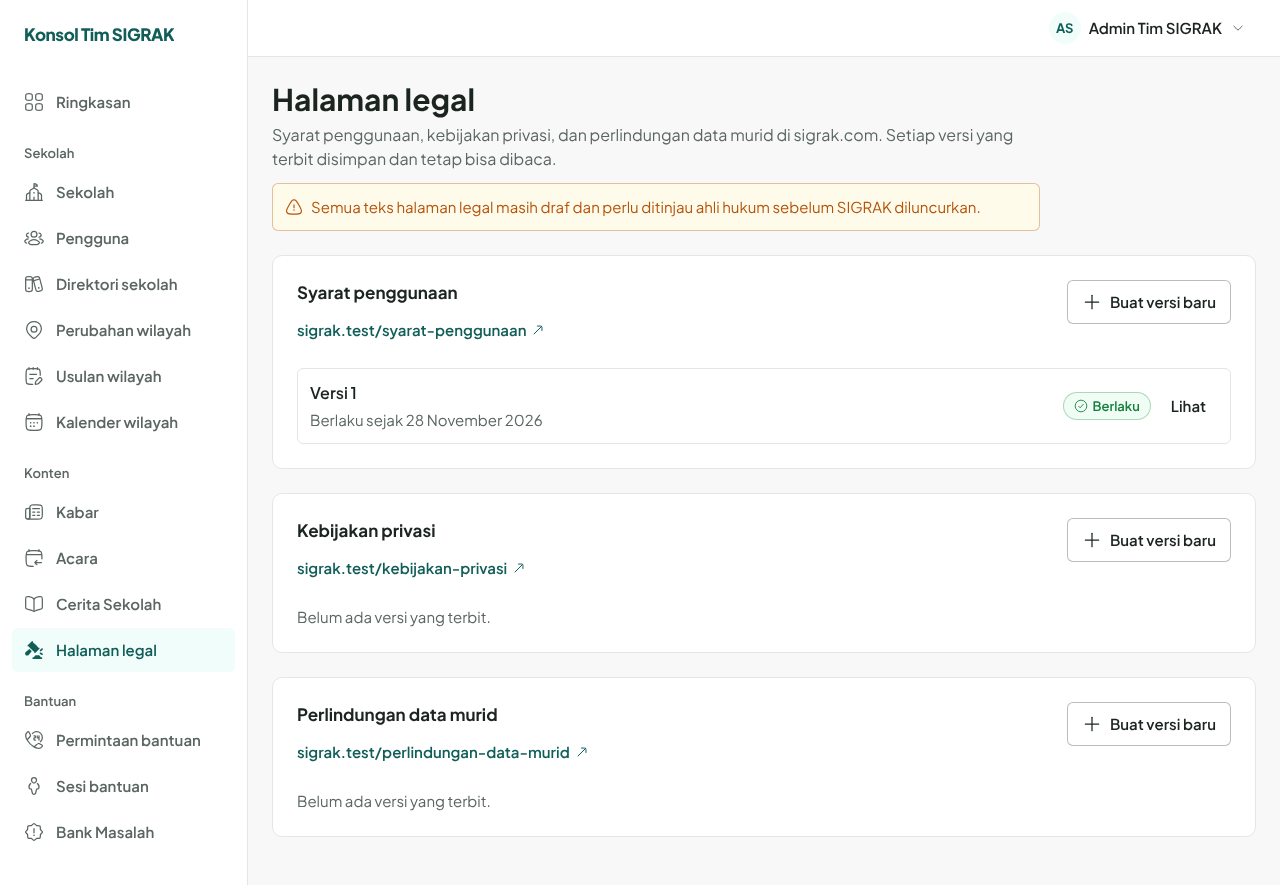 Konsol Tim SIGRAK
AS Admin Tim SIGRAK
Ringkasan
Sekolah
Sekolah
Pengguna
Direktori sekolah
Perubahan wilayah
Usulan wilayah
Kalender wilayah
Konten
Kabar
Acara
Cerita Sekolah
Halaman legal
Bantuan
Permintaan bantuan
Sesi bantuan
Bank Masalah
Halaman legal
Syarat penggunaan, kebijakan privasi, dan perlindungan data murid di sigrak.com. Setiap versi yang
terbit disimpan dan tetap bisa dibaca.
Semua teks halaman legal masih draf dan perlu ditinjau ahli hukum sebelum SIGRAK diluncurkan.
Syarat penggunaan
Buat versi baru
sigrak.test/syarat-penggunaan
Versi 1
Berlaku sejak 28 November 2026
Berlaku
Lihat
Kebijakan privasi
Buat versi baru
sigrak.test/kebijakan-privasi
Belum ada versi yang terbit.
Perlindungan data murid
Buat versi baru
sigrak.test/perlindungan-data-murid
Belum ada versi yang terbit.